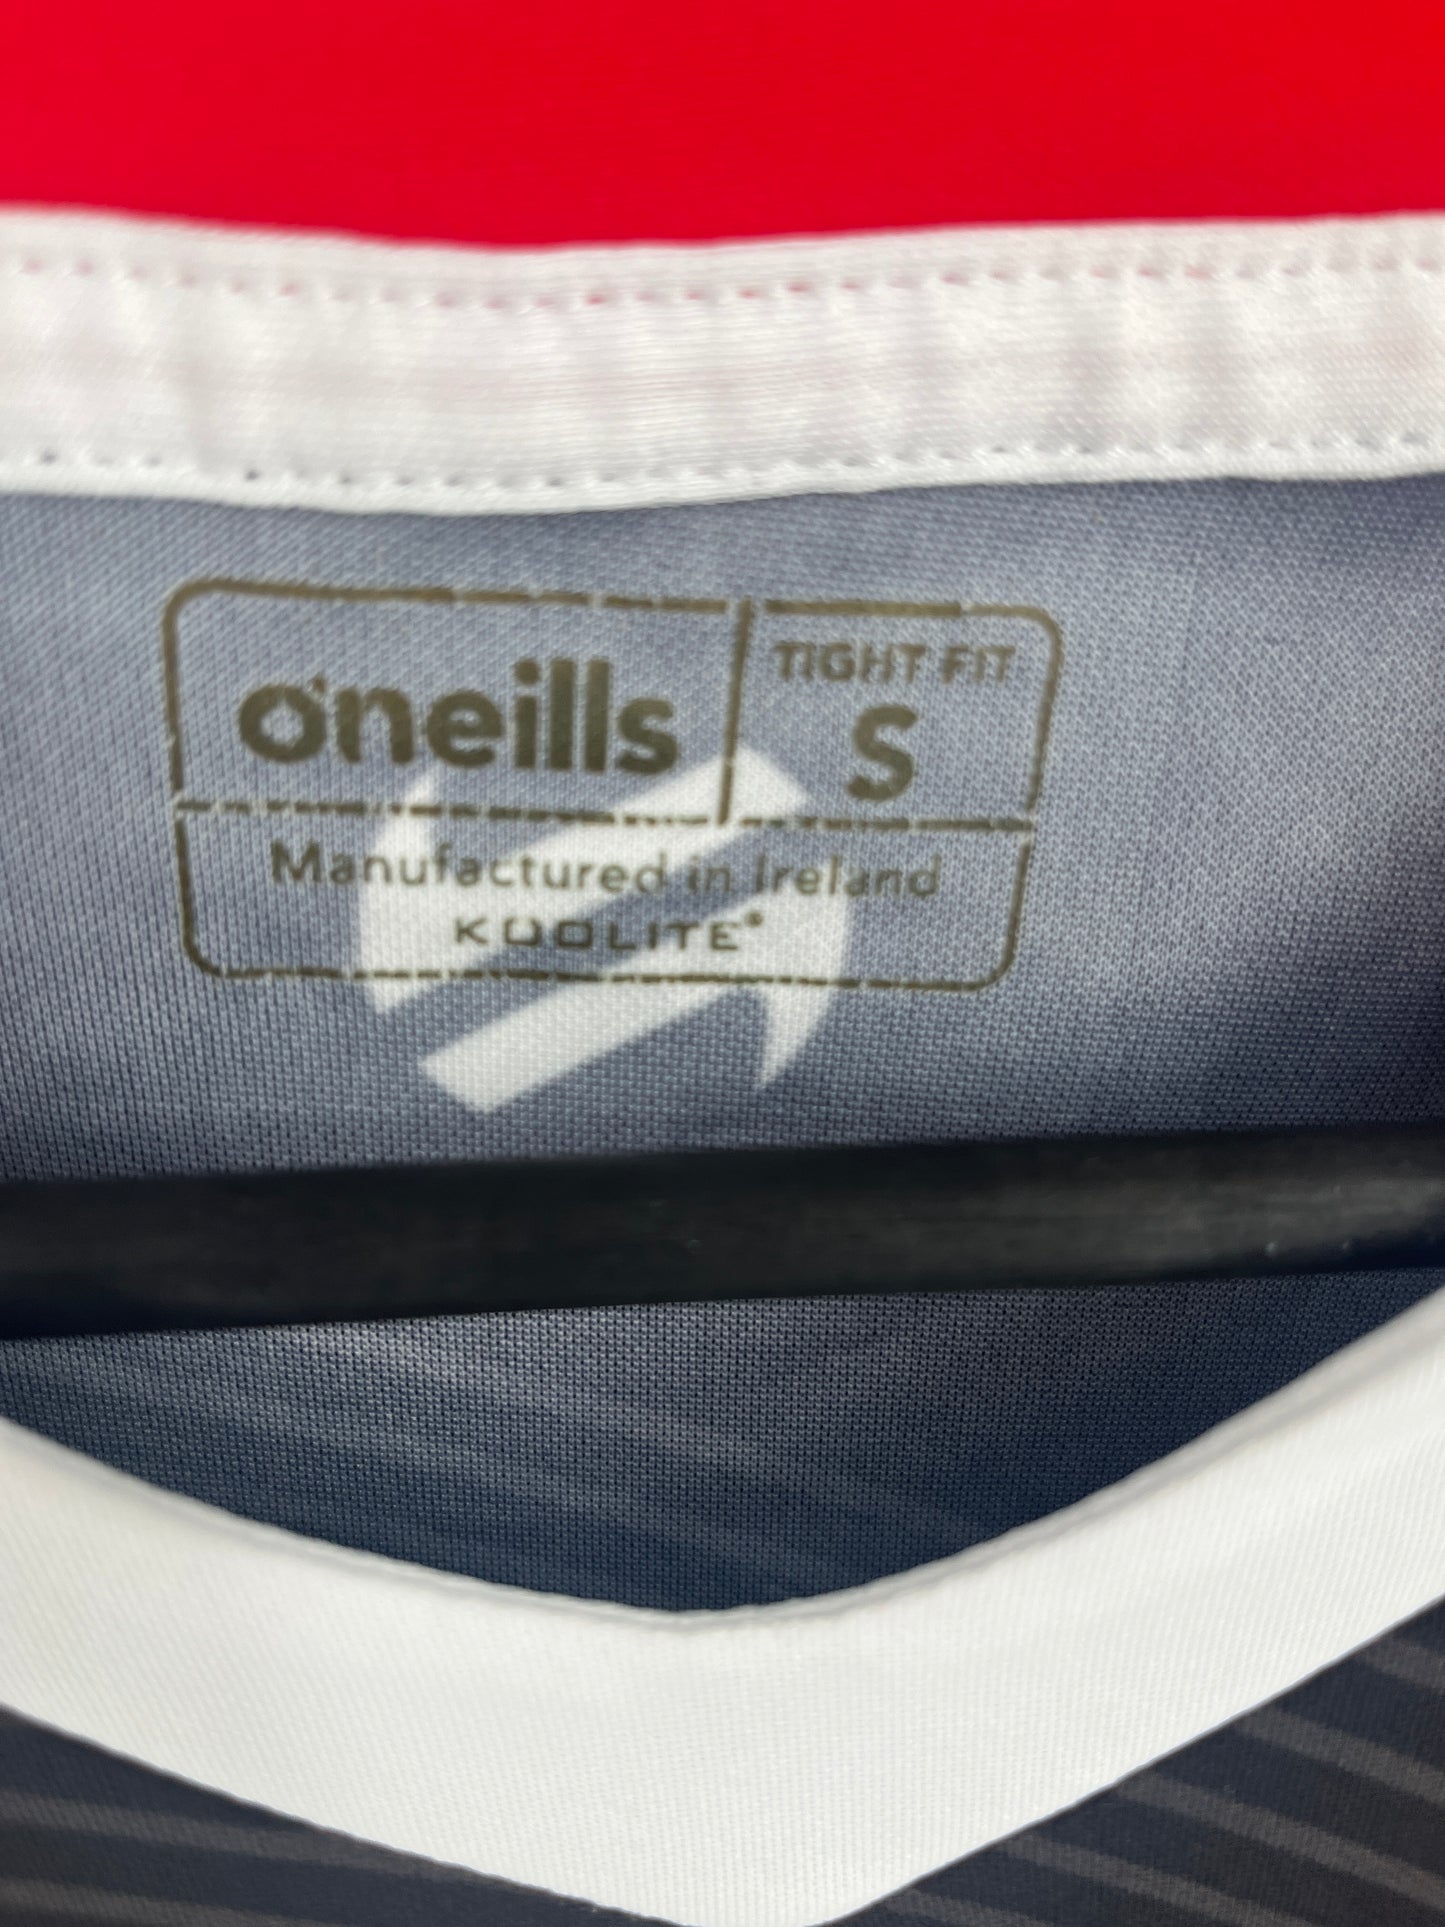 o'neills
TIGHT FIT
S
Manufactured in Ireland
KOOLITE®